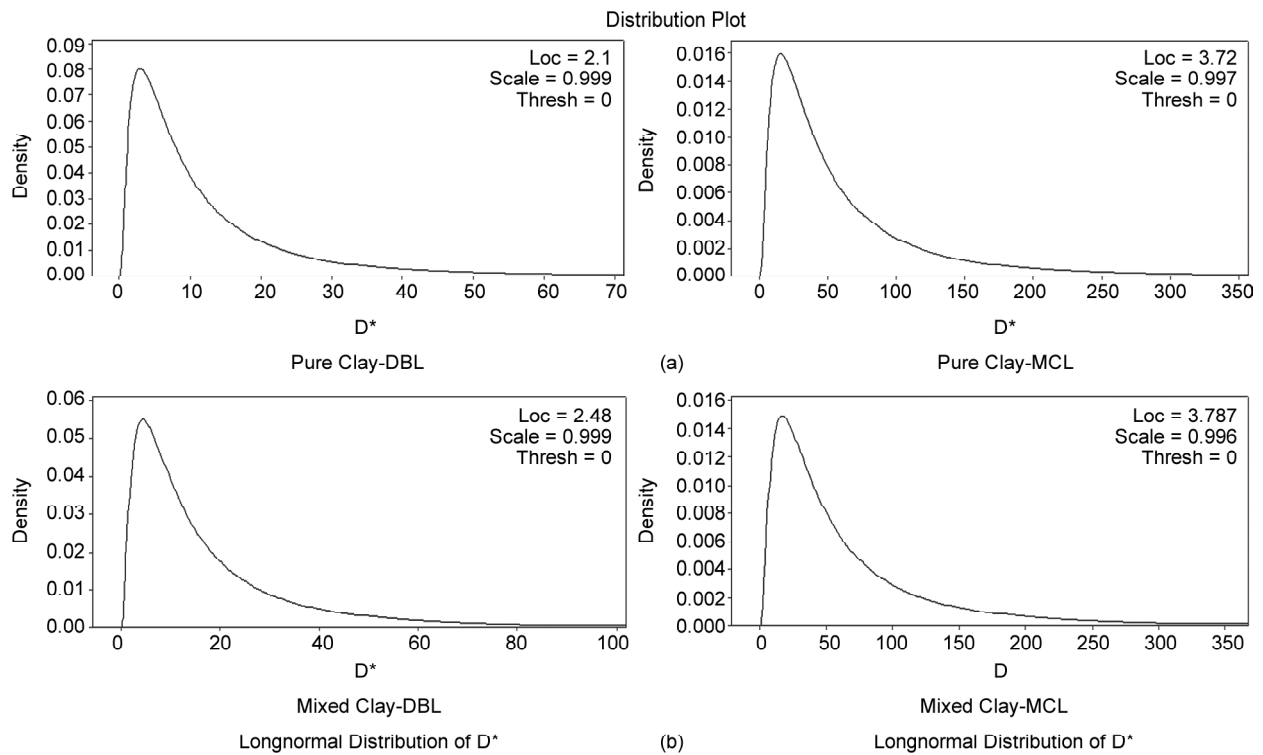 Distribution Plot
0.09
0.08
0.07
0.06
0.05
0.04
0.03
0.02
0.01
0.00
Density
Loc = 2.1
Scale = 0.999
Thresh = 0
0 10 20 30 40 50 60 70
D*
Pure Clay-DBL
0.016
0.014
0.012
0.010
0.008
0.006
0.004
0.002
0.000
Density
Loc = 3.72
Scale = 0.997
Thresh = 0
0 50 100 150 200 250 300 350
D*
Pure Clay-MCL
(a)
0.06
0.05
0.04
0.03
0.02
0.01
0.00
Density
Loc = 2.48
Scale = 0.999
Thresh = 0
0 20 40 60 80 100
D*
Mixed Clay-DBL
Longnormal Distribution of D*
0.016
0.014
0.012
0.010
0.008
0.006
0.004
0.002
0.000
Density
Loc = 3.787
Scale = 0.996
Thresh = 0
0 50 100 150 200 250 300 350
D
Mixed Clay-MCL
(b)
Longnormal Distribution of D*